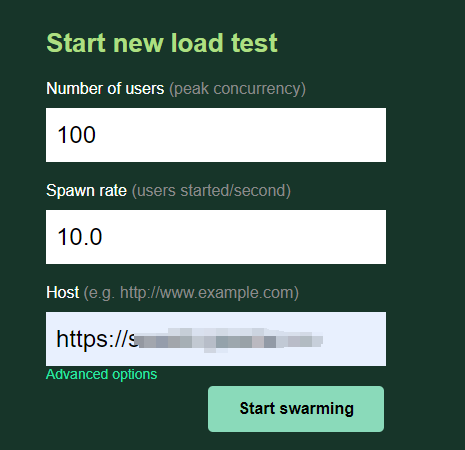 Start new load test
Number of users (peak concurrency)
100
Spawn rate (users started/second)
10.0
Host (e.g. http://www.example.com)
https://s
Advanced options
Start swarming